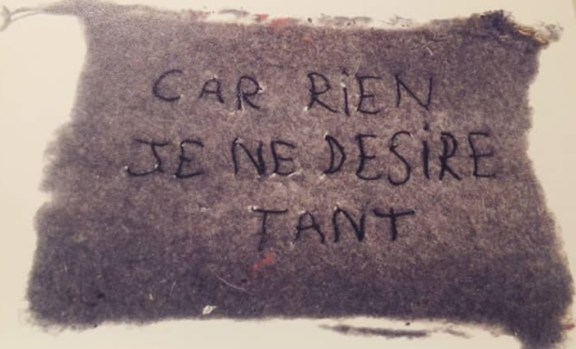 CAR RiEN
JE NE DESiRE
TANT